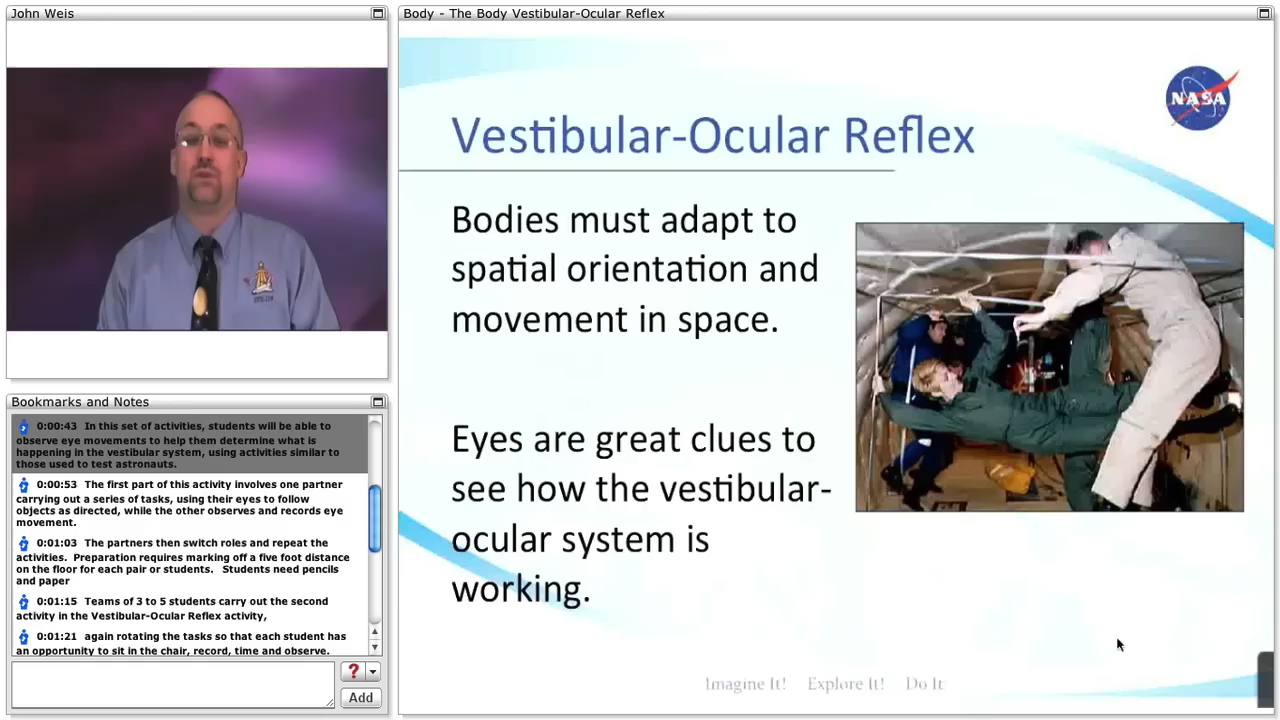 John Weis
Body - The Body Vestibular-Ocular Reflex
NASA
Vestibular-Ocular Reflex
Bodies must adapt to
spatial orientation and
movement in space.
Eyes are great clues to
see how the vestibular-
ocular system is
working.
Imagine It! Explore It! Do It
Bookmarks and Notes
0:00:43 In this set of activities, students will be able to
observe eye movements to help them determine what is
happening in the vestibular system, using activities similar to
those used to test astronauts.
0:00:53 The first part of this activity involves one partner
carrying out a series of tasks, using their eyes to follow
objects as directed, while the other observes and records eye
movement.
0:01:03 The partners then switch roles and repeat the
activities. Preparation requires marking off a five foot distance
on the floor for each pair or students. Students need pencils
and paper
0:01:15 Teams of 3 to 5 students carry out the second
activity in the Vestibular-Ocular Reflex activity,
0:01:21 again rotating the tasks so that each student has
an opportunity to sit in the chair, record, time and observe.
?
Add